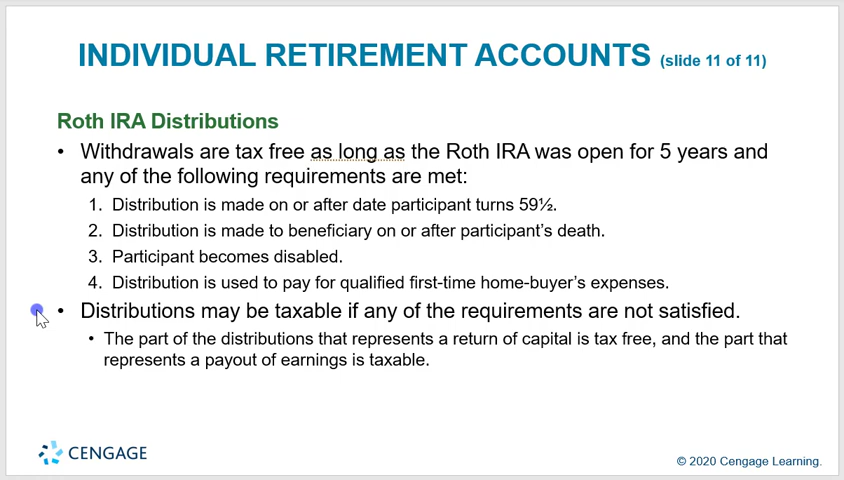 INDIVIDUAL RETIREMENT ACCOUNTS (slide 11 of 11)
Roth IRA Distributions
• Withdrawals are tax free as long as the Roth IRA was open for 5 years and
any of the following requirements are met:
1. Distribution is made on or after date participant turns 59½.
2. Distribution is made to beneficiary on or after participant's death.
3. Participant becomes disabled.
4. Distribution is used to pay for qualified first-time home-buyer's expenses.
• Distributions may be taxable if any of the requirements are not satisfied.
• The part of the distributions that represents a return of capital is tax free, and the part that
represents a payout of earnings is taxable.
CENGAGE
© 2020 Cengage Learning.